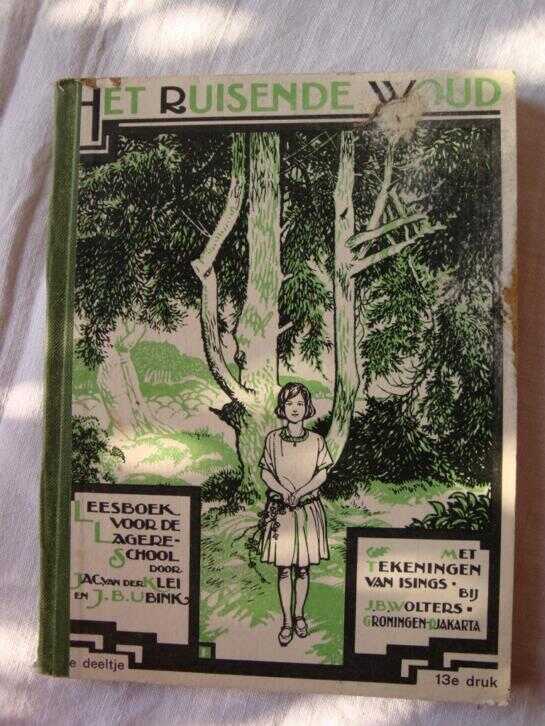 HET RUISENDE WOUD
LEESBOEK
VOOR DE
LAGERE-
SCHOOL
DOOR
JAC. VAN DER KLEI
EN J.B. UBINK
MET
TEKENINGEN
VAN ISINGS · BIJ
J.B. WOLTERS ·
GRONINGEN-DJAKARTA
e deeltje
13e druk